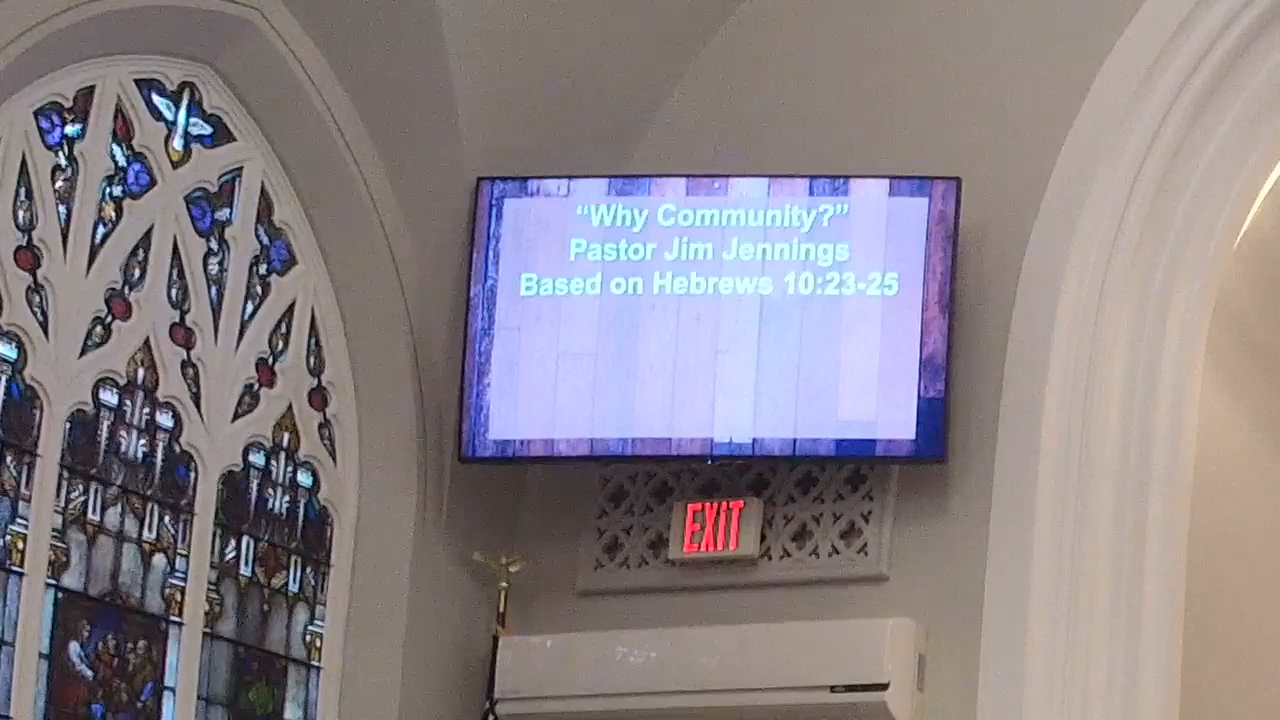 “Why Community?”
Pastor Jim Jennings
Based on Hebrews 10:23-25
EXIT